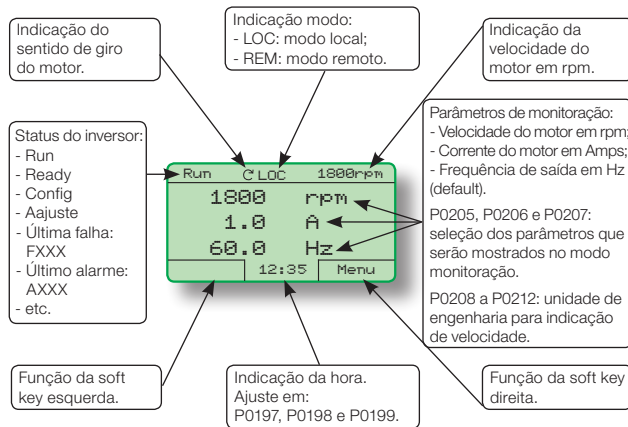 Indicação do
sentido de giro
do motor.
Indicação modo:
- LOC: modo local;
- REM: modo remoto.
Indicação da
velocidade do
motor em rpm.
Status do inversor:
- Run
- Ready
- Config
- Aajuste
- Última falha:
FXXX
- Último alarme:
AXXX
- etc.
Run LOC 1800rpm
1800 rpm
1.0 A
60.0 Hz
12:35 Menu
Parâmetros de monitoração:
- Velocidade do motor em rpm;
- Corrente do motor em Amps;
- Frequência de saída em Hz
(default).
P0205, P0206 e P0207:
seleção dos parâmetros que
serão mostrados no modo
monitoração.
P0208 a P0212: unidade de
engenharia para indicação
de velocidade.
Função da soft
key esquerda.
Indicação da hora.
Ajuste em:
P0197, P0198 e P0199.
Função da soft key
direita.